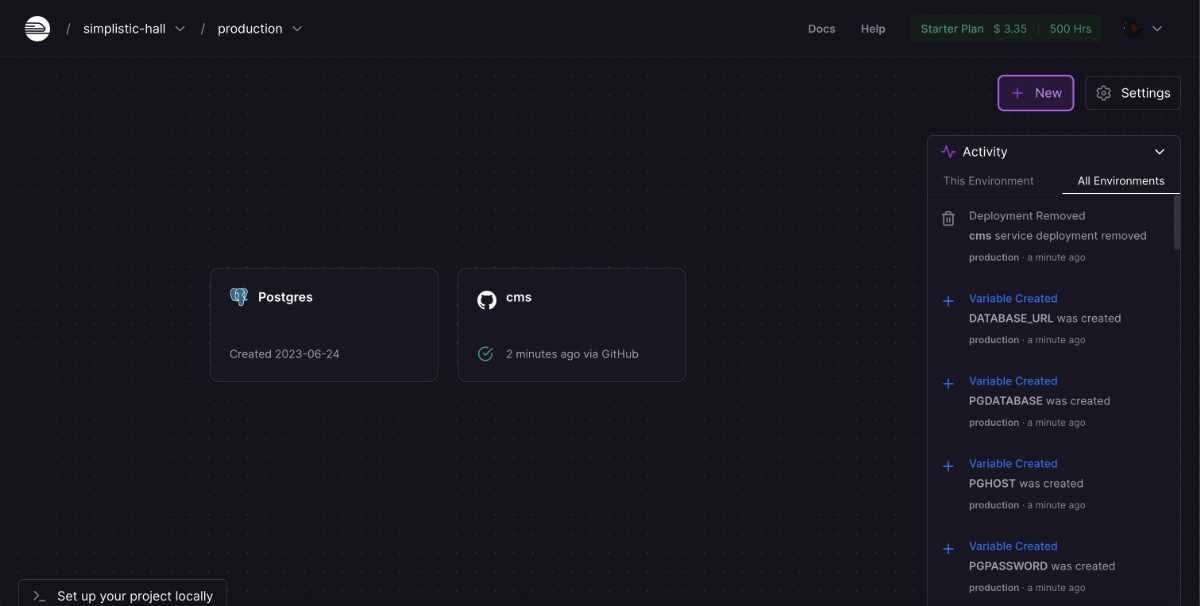 / simplistic-hall / production
Docs Help Starter Plan $ 3.35 500 Hrs
+ New Settings
Activity
This Environment All Environments
Deployment Removed
cms service deployment removed
production · a minute ago
Variable Created
DATABASE_URL was created
production · a minute ago
Variable Created
PGDATABASE was created
production · a minute ago
Variable Created
PGHOST was created
production · a minute ago
Variable Created
PGPASSWORD was created
production · a minute ago
Postgres
Created 2023-06-24
cms
2 minutes ago via GitHub
>_ Set up your project locally